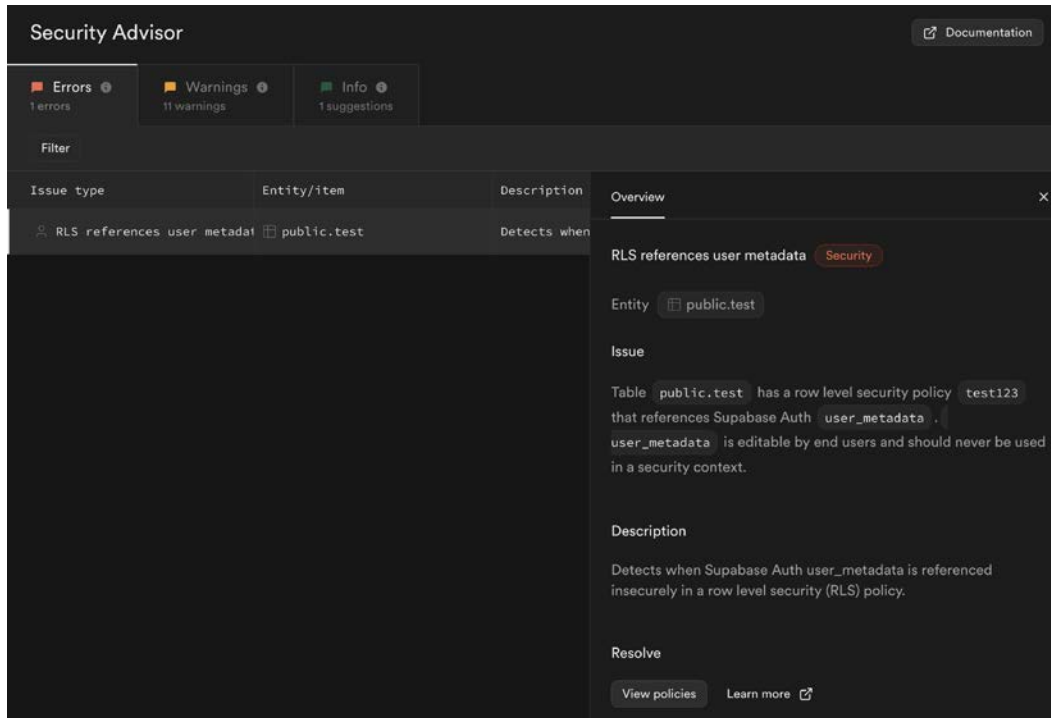 Security Advisor
Documentation
Errors
1 errors
Warnings
11 warnings
Info
1 suggestions
Filter
Issue type
Entity/item
Description
RLS references user metadat
public.test
Detects when
Overview
RLS references user metadata Security
Entity public.test
Issue
Table public.test has a row level security policy test123
that references Supabase Auth user_metadata .
user_metadata is editable by end users and should never be used
in a security context.
Description
Detects when Supabase Auth user_metadata is referenced
insecurely in a row level security (RLS) policy.
Resolve
View policies
Learn more